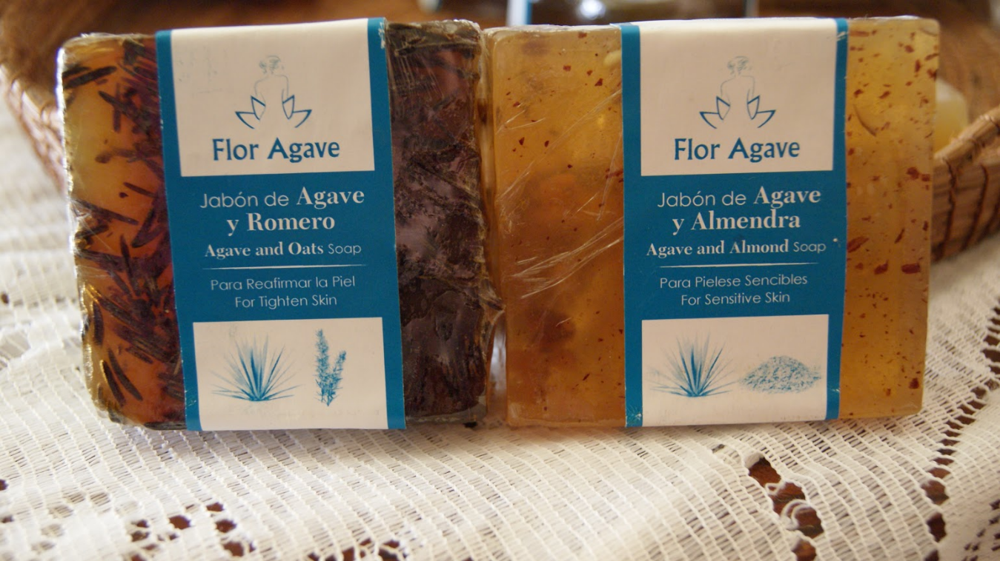 Flor Agave
Jabón de Agave
y Romero
Agave and Oats Soap
Para Reafirmar la Piel
For Tighten Skin
Flor Agave
Jabón de Agave
y Almendra
Agave and Almond Soap
Para Pielese Sencibles
For Sensitive Skin